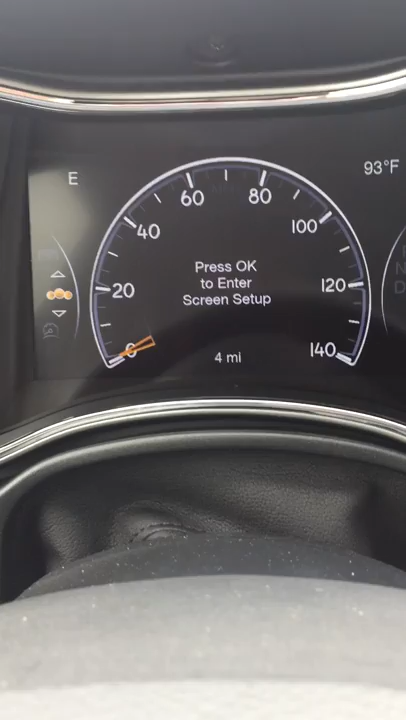 E
93°F
60
80
40
100
Press OK
to Enter
Screen Setup
20
120
N
D
0
140
4 mi